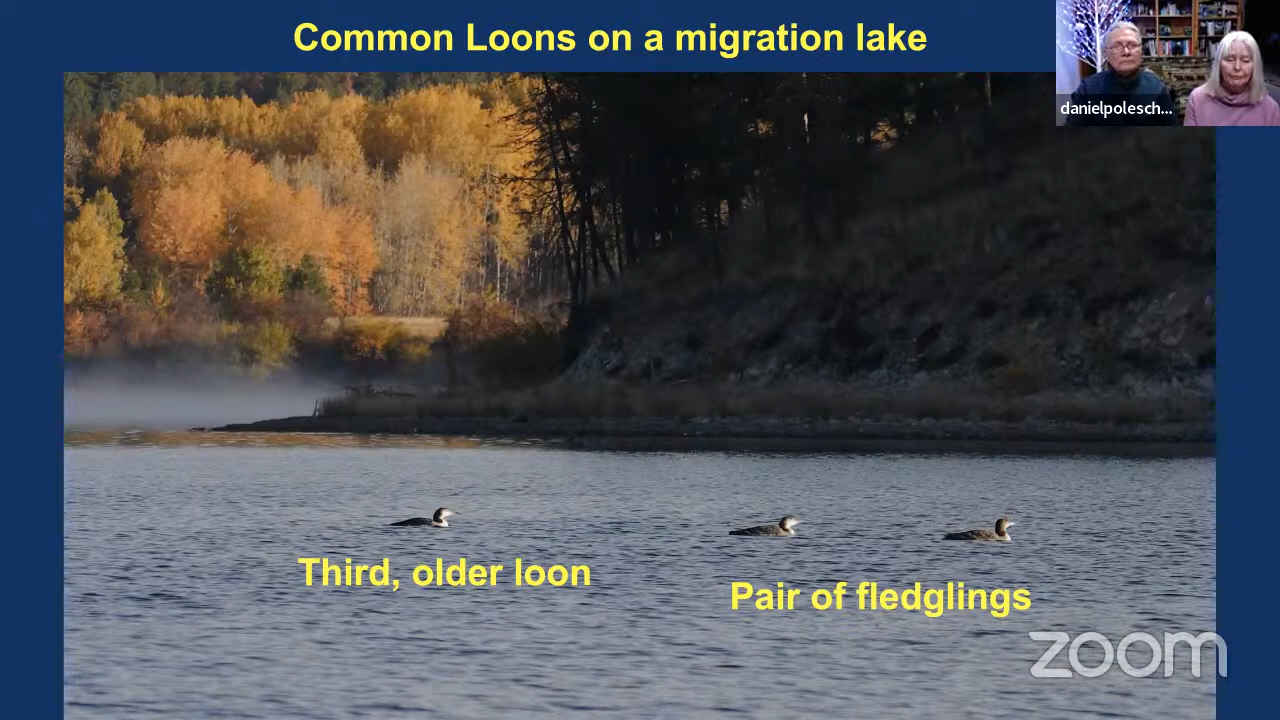 Common Loons on a migration lake
danielpolesch...
Third, older loon
Pair of fledglings
zoom